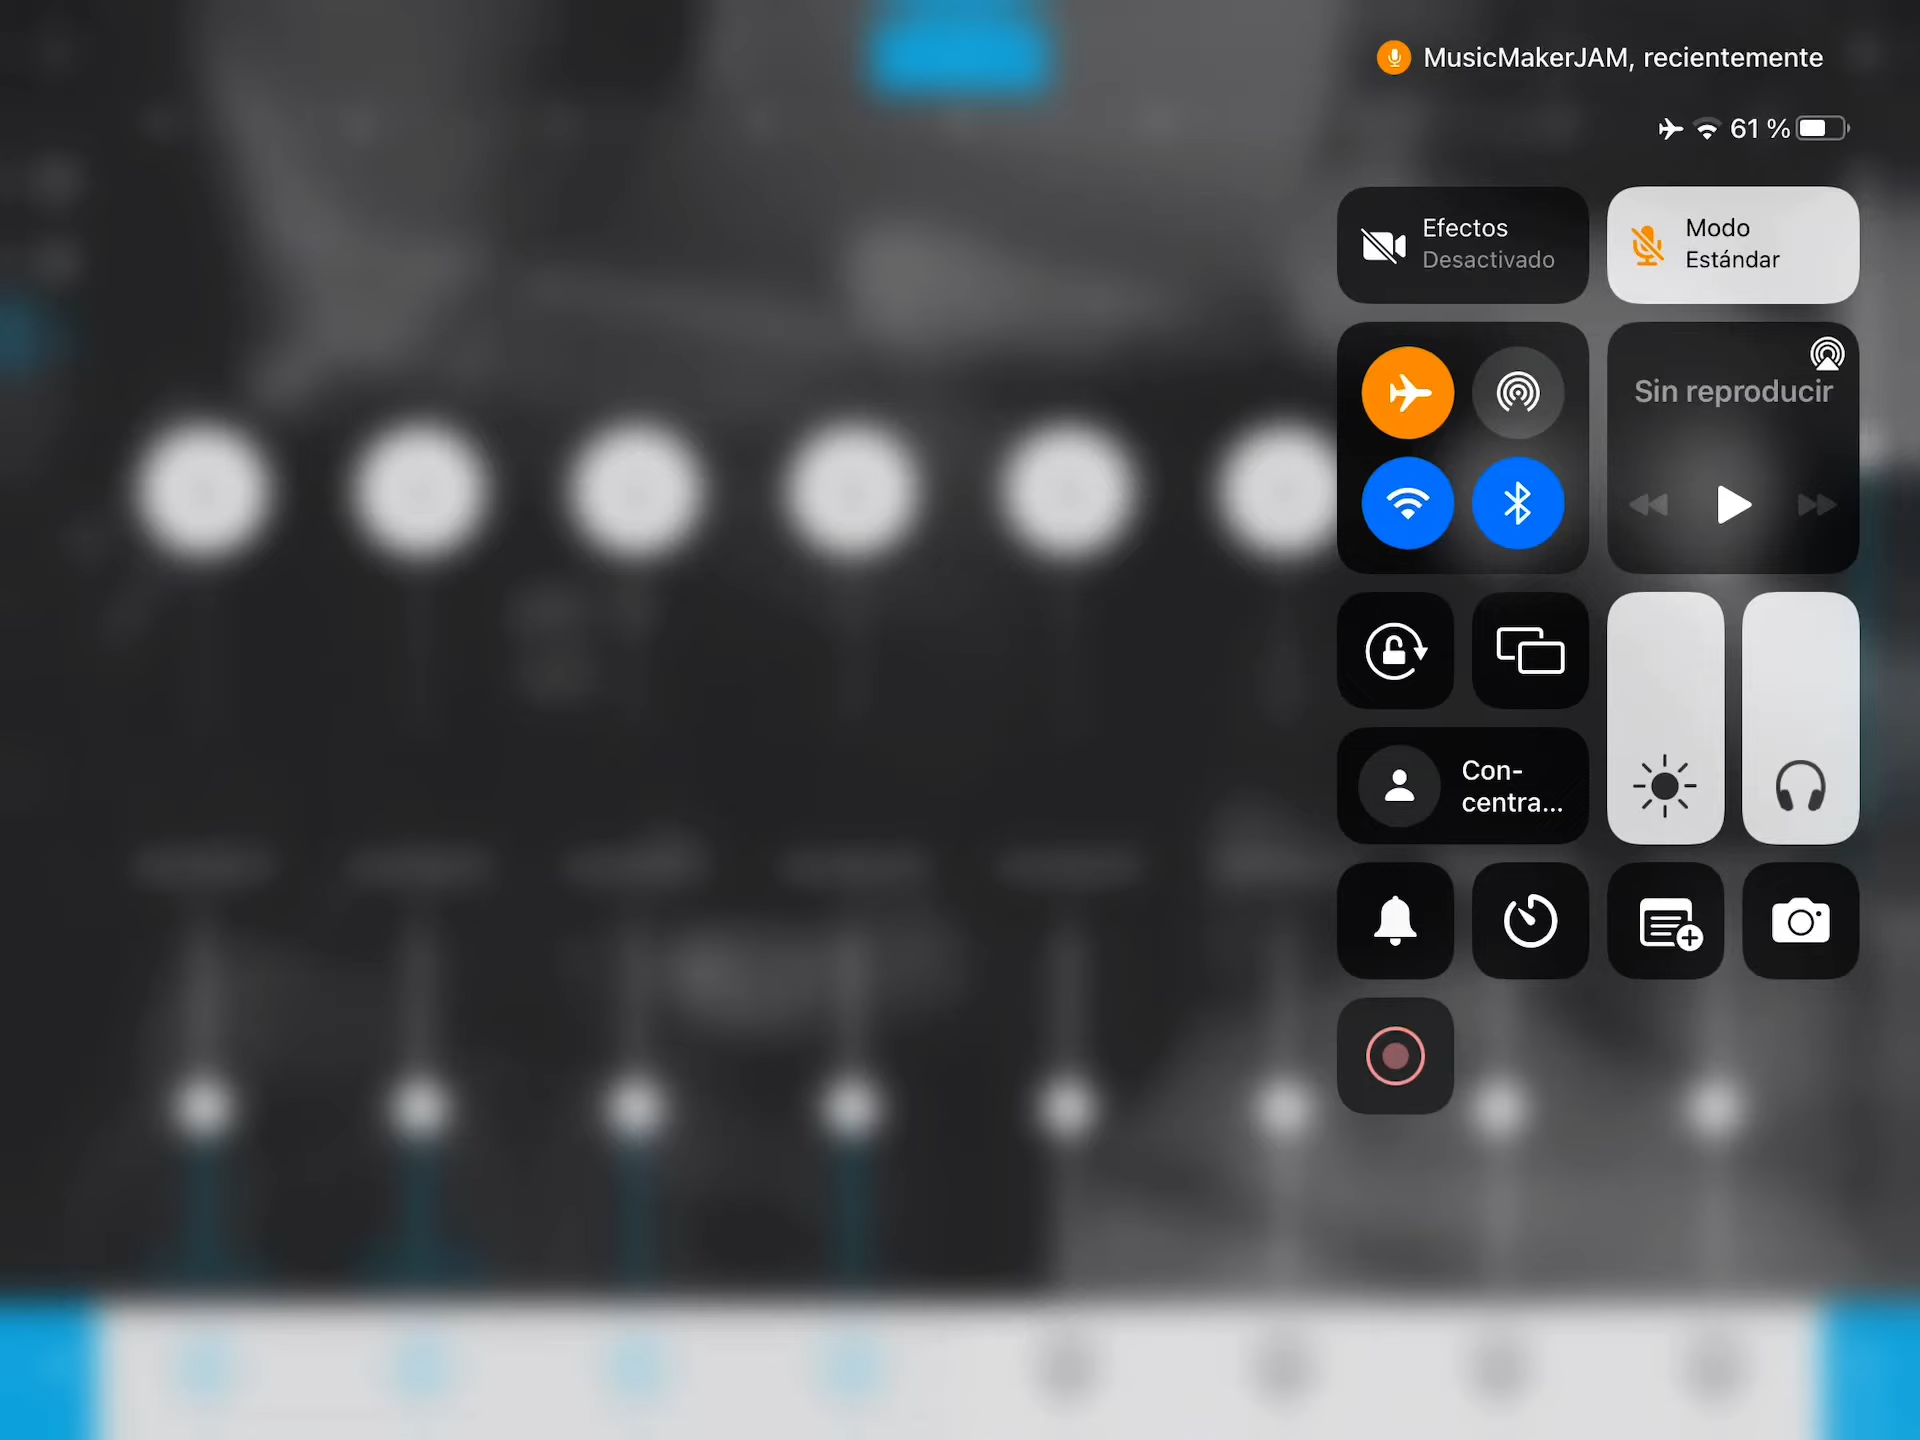 MusicMakerJAM, recientemente
61 %
Efectos
Desactivado
Modo
Estándar
Sin reproducir
Con-
centra...